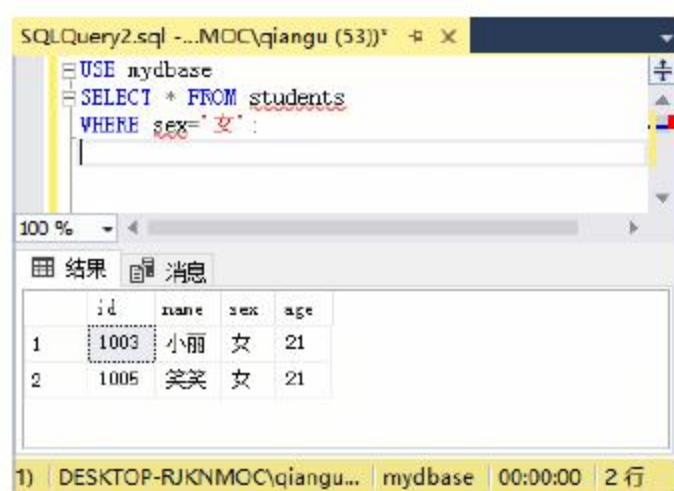 SQLQuery2.sql -...MOC\qiangu (53))*
USE mydbase
SELECT * FROM students
WHERE sex='女';
100 %
结果 消息
id name sex age
1 1003 小丽 女 21
2 1005 笑笑 女 21
1) DESKTOP-RJKNMOC\qiangu... mydbase 00:00:00 2 行